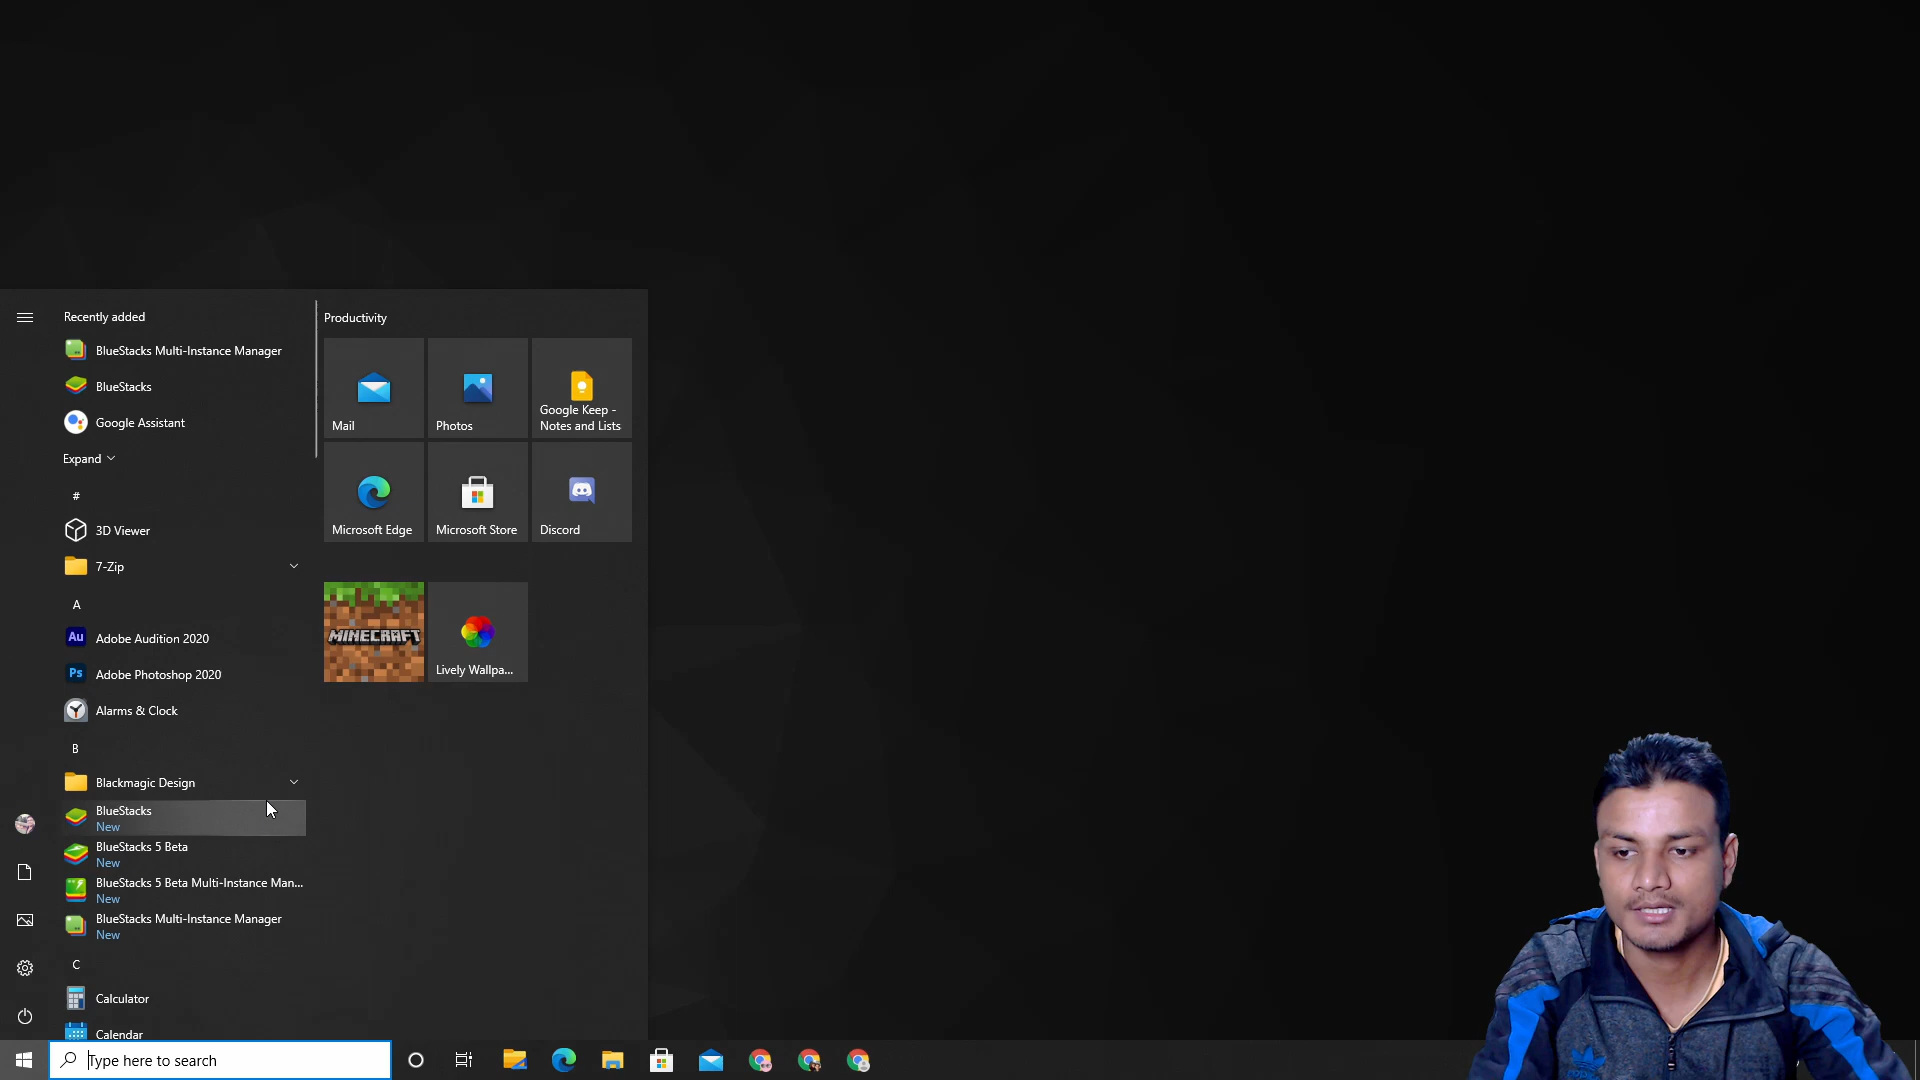 Recently added
BlueStacks Multi-Instance Manager
BlueStacks
Google Assistant
Expand
#
3D Viewer
7-Zip
A
Au Adobe Audition 2020
Ps Adobe Photoshop 2020
Alarms & Clock
B
Blackmagic Design
BlueStacks
New
BlueStacks 5 Beta
New
BlueStacks 5 Beta Multi-Instance Man...
New
BlueStacks Multi-Instance Manager
New
C
Calculator
Calendar
Productivity
Mail
Photos
Google Keep -
Notes and Lists
Microsoft Edge
Microsoft Store
Discord
MINECRAFT
Lively Wallpa...
Type here to search
adidas